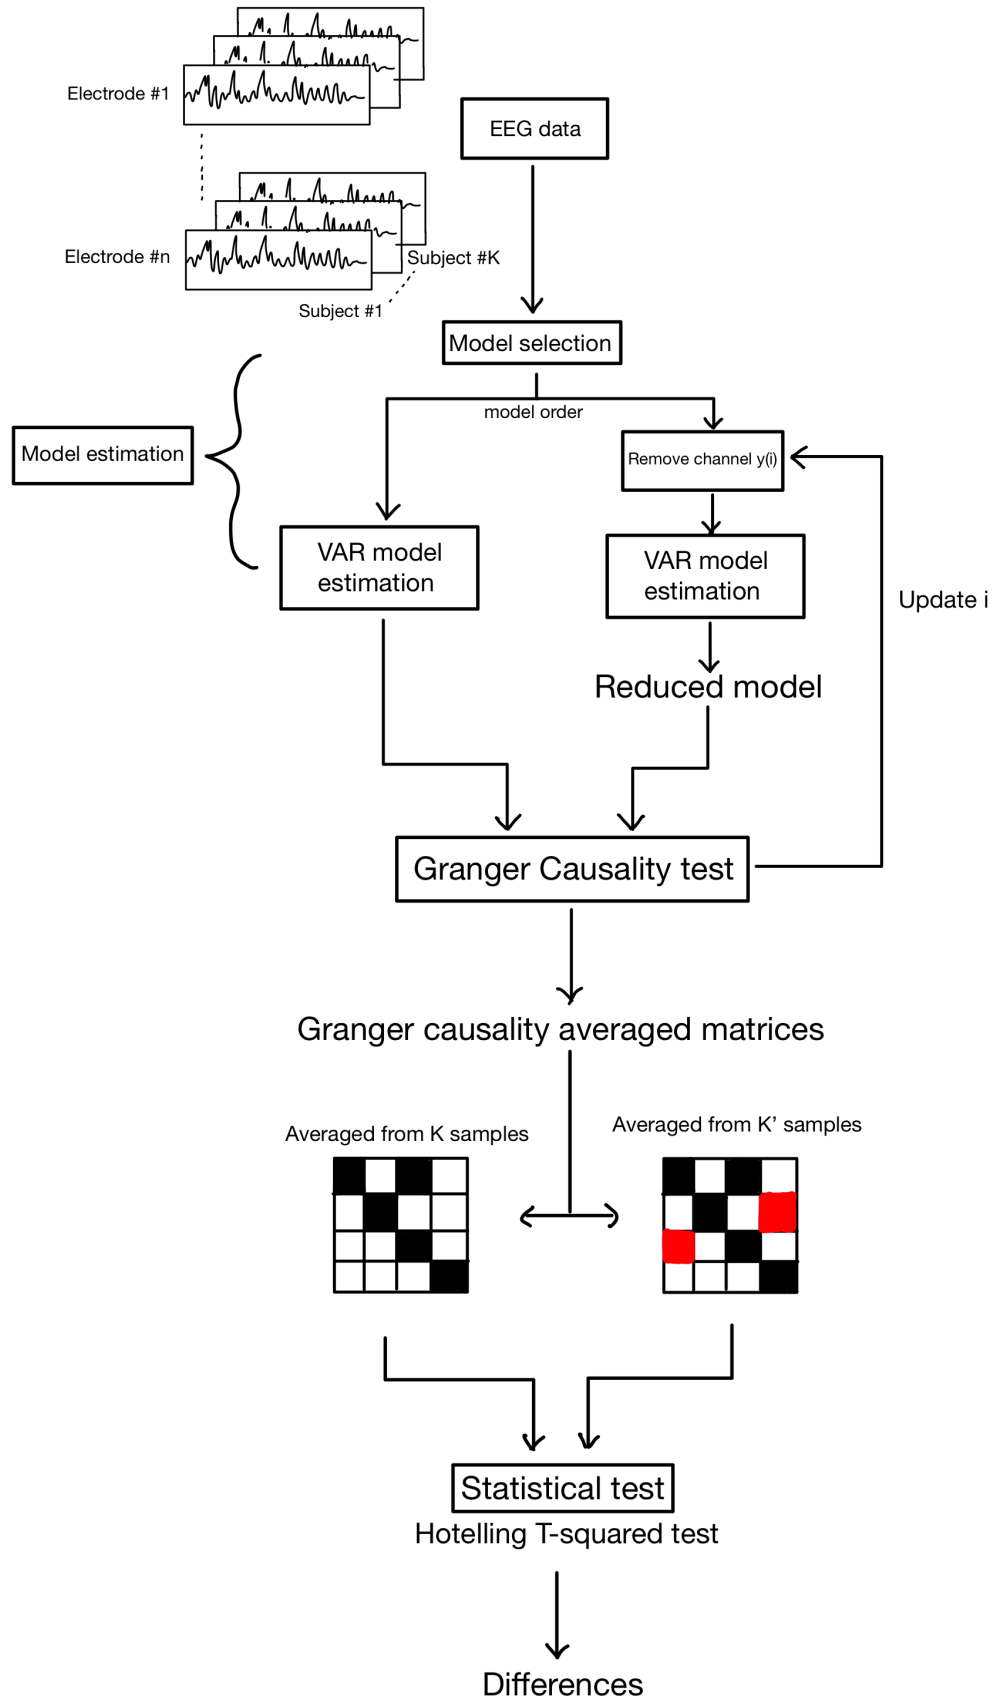 Electrode #1
EEG data
Electrode #n
Subject #K
Subject #1
Model selection
model order
Model estimation
Remove channel y(i)
VAR model
estimation
VAR model
estimation
Update i
Reduced model
Granger Causality test
Granger causality averaged matrices
Averaged from K samples
Averaged from K’ samples
Statistical test
Hotelling T-squared test
Differences